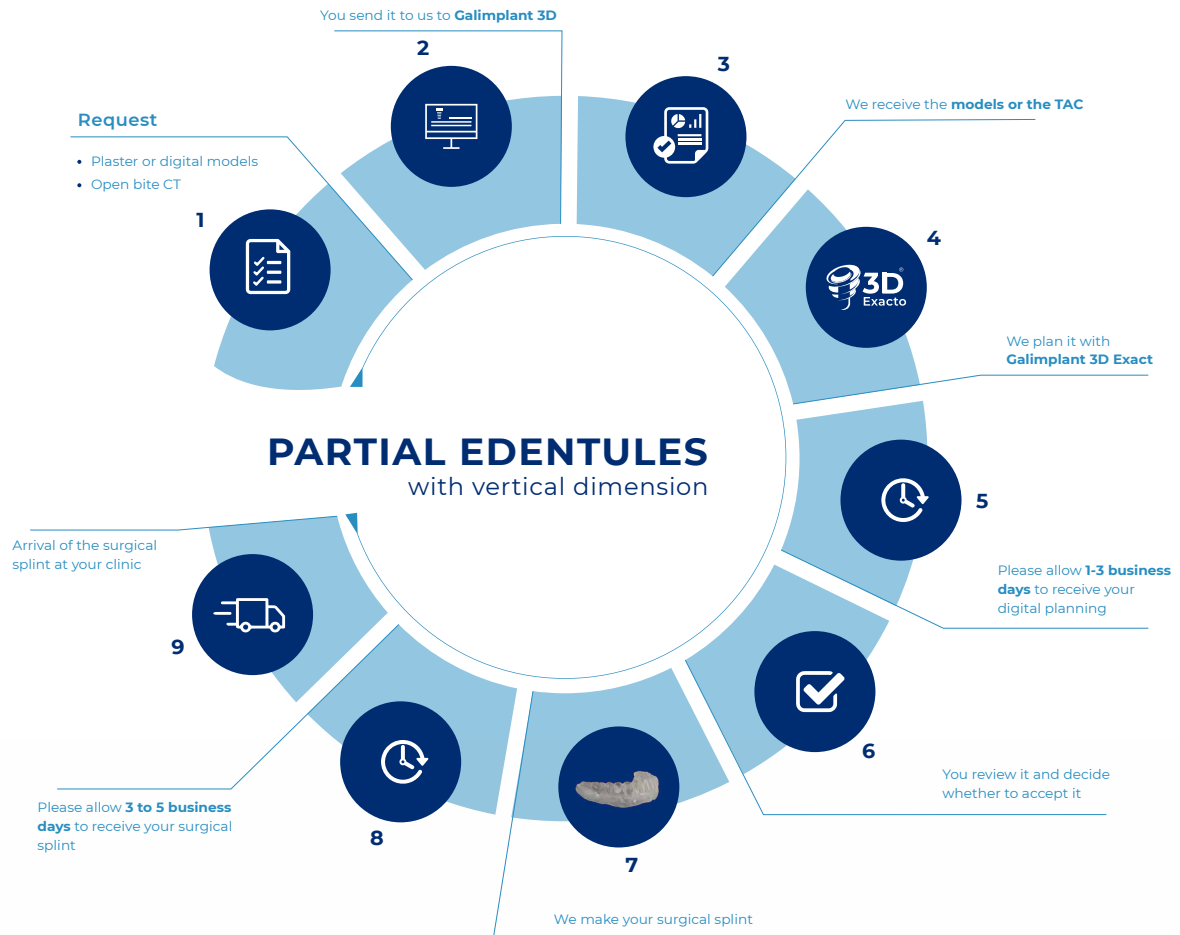 You send it to us to Galimplant 3D
2
3
Request
• Plaster or digital models
• Open bite CT
1
We receive the models or the TAC
4
3D®
Exacto
We plan it with
Galimplant 3D Exact
PARTIAL EDENTULES
with vertical dimension
5
Please allow 1-3 business
days to receive your
digital planning
6
You review it and decide
whether to accept it
7
We make your surgical splint
8
Please allow 3 to 5 business
days to receive your surgical
splint
9
Arrival of the surgical
splint at your clinic